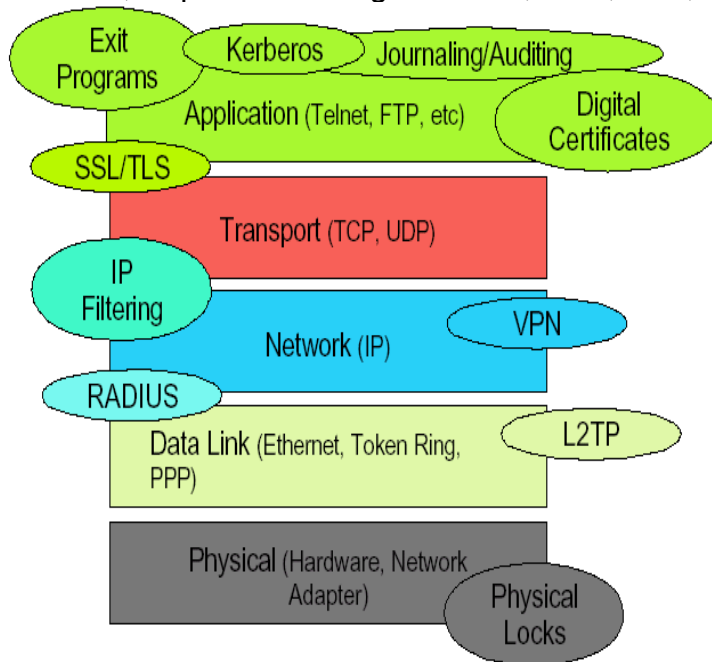 Exit
Programs
Kerberos
Journaling/Auditing
Application (Telnet, FTP, etc)
Digital
Certificates
SSL/TLS
Transport (TCP, UDP)
IP
Filtering
Network (IP)
VPN
RADIUS
Data Link (Ethernet, Token Ring,
PPP)
L2TP
Physical (Hardware, Network
Adapter)
Physical
Locks